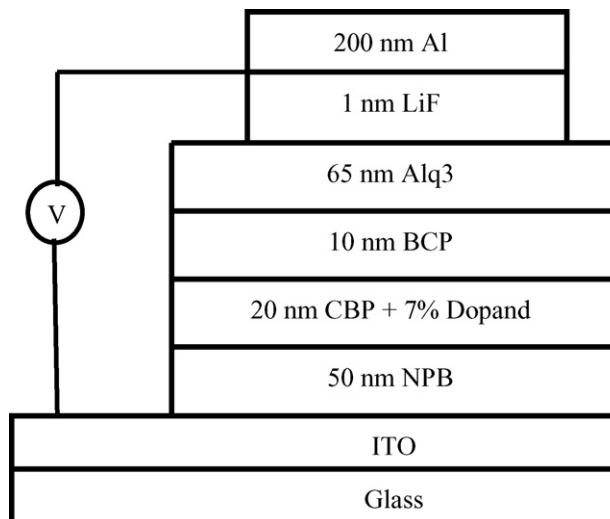 200 nm Al
1 nm LiF
65 nm Alq3
V
10 nm BCP
20 nm CBP + 7% Dopand
50 nm NPB
ITO
Glass